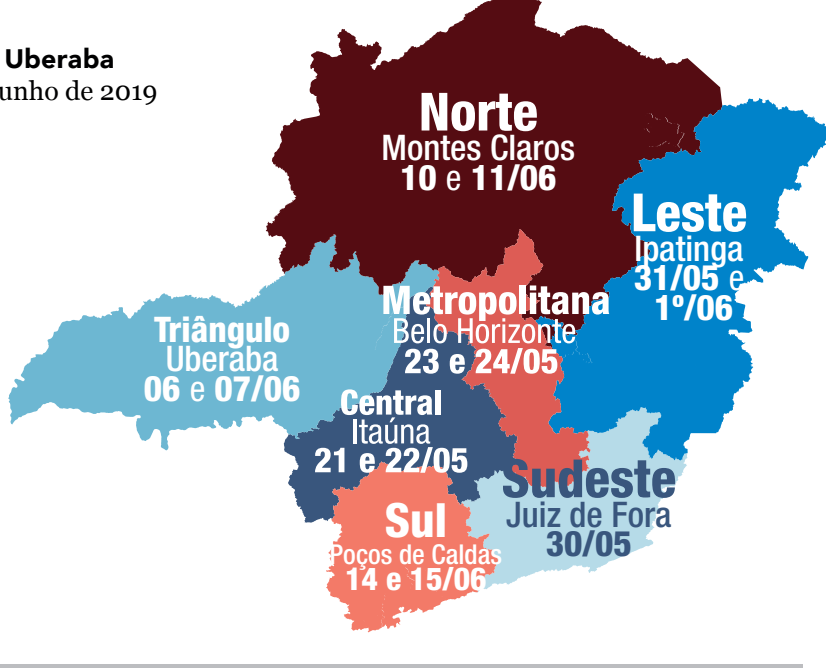 Uberaba
unho de 2019
Norte
Montes Claros
10 e 11/06
Leste
Ipatinga
31/05 e
1º/06
Metropolitana
Belo Horizonte
23 e 24/05
Triângulo
Uberaba
06 e 07/06
Central
Itaúna
21 e 22/05
Sudeste
Juiz de Fora
30/05
Sul
Poços de Caldas
14 e 15/06